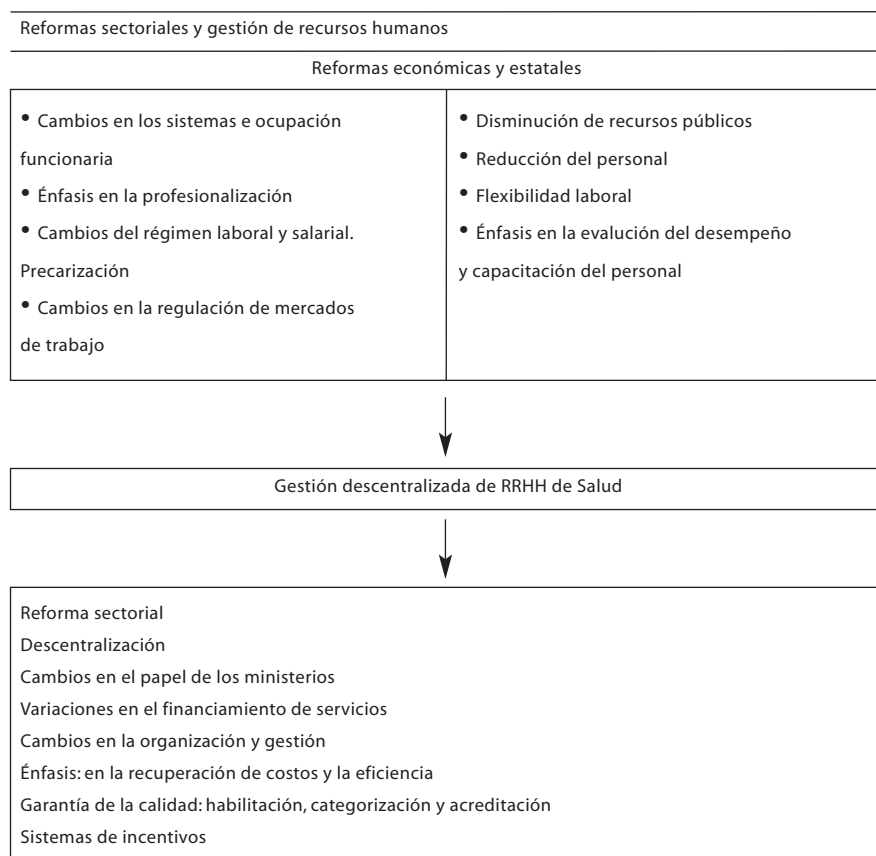 Reformas sectoriales y gestión de recursos humanos
Reformas económicas y estatales
• Cambios en los sistemas e ocupación
funcionaria
• Énfasis en la profesionalización
• Cambios del régimen laboral y salarial.
Precarización
• Cambios en la regulación de mercados
de trabajo
• Disminución de recursos públicos
• Reducción del personal
• Flexibilidad laboral
• Énfasis en la evalución del desempeño
y capacitación del personal
Gestión descentralizada de RRHH de Salud
Reforma sectorial
Descentralización
Cambios en el papel de los ministerios
Variaciones en el financiamiento de servicios
Cambios en la organización y gestión
Énfasis: en la recuperación de costos y la eficiencia
Garantía de la calidad: habilitación, categorización y acreditación
Sistemas de incentivos